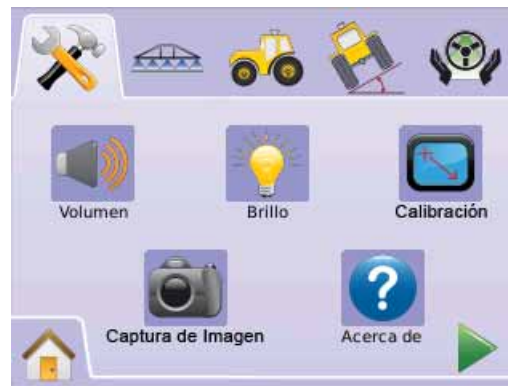 Volumen
Brillo
Calibración
Captura de Imagen
Acerca de